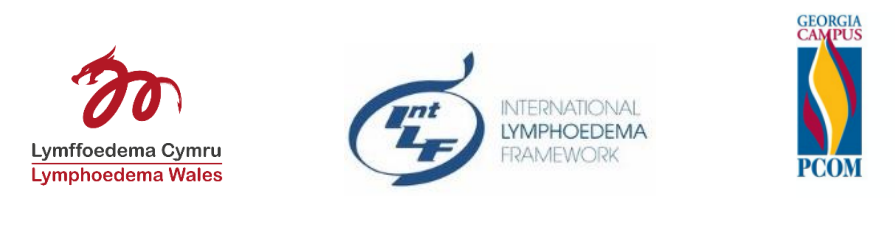 Lymffoedema Cymru
Lymphoedema Wales
Int
LF
INTERNATIONAL
LYMPHOEDEMA
FRAMEWORK
GEORGIA
CAMPUS
PCOM